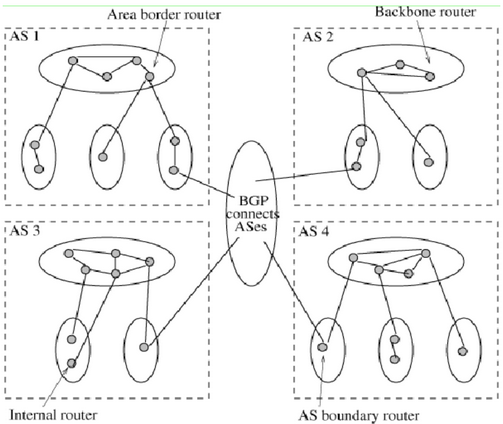 Area border router
Backbone router
AS 1
AS 2
BGP
connects
ASes
AS 3
AS 4
Internal router
AS boundary router